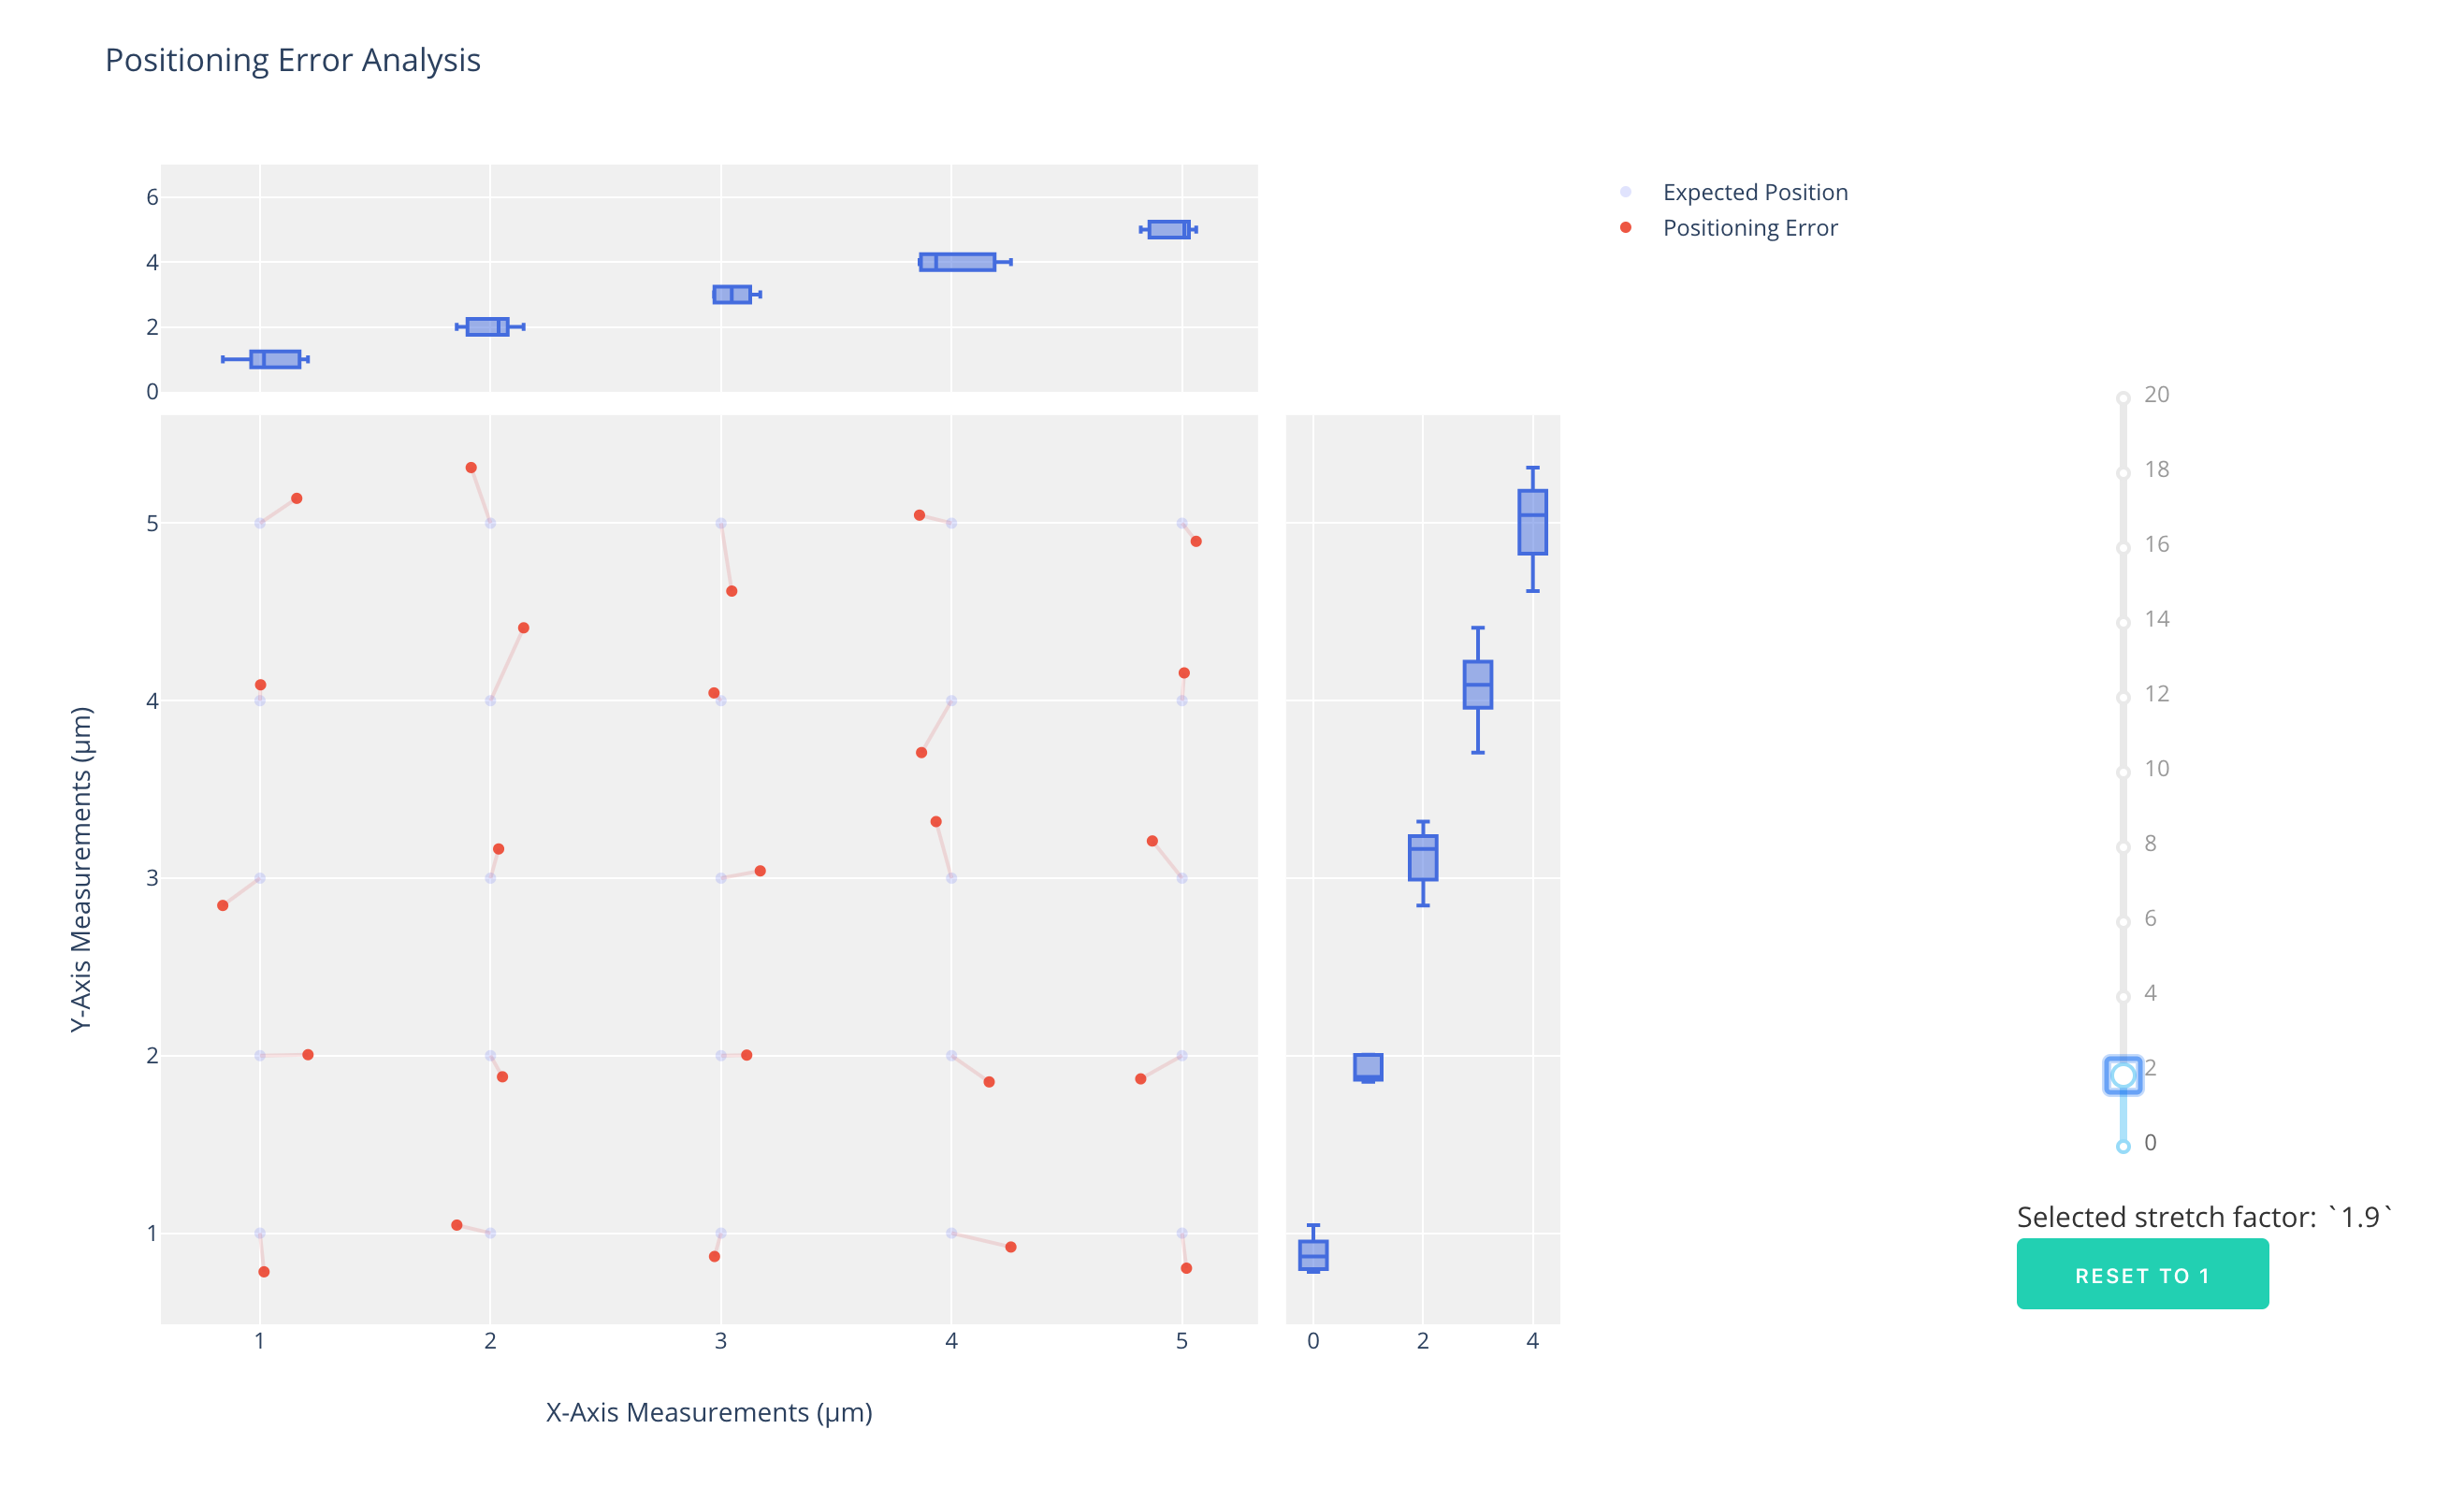 Positioning Error Analysis
Expected Position
Positioning Error
6
4
2
0
5
4
3
2
1
Y-Axis Measurements (μm)
1 2 3 4 5
X-Axis Measurements (μm)
0 2 4
20
18
16
14
12
10
8
6
4
2
0
Selected stretch factor: `1.9`
RESET TO 1